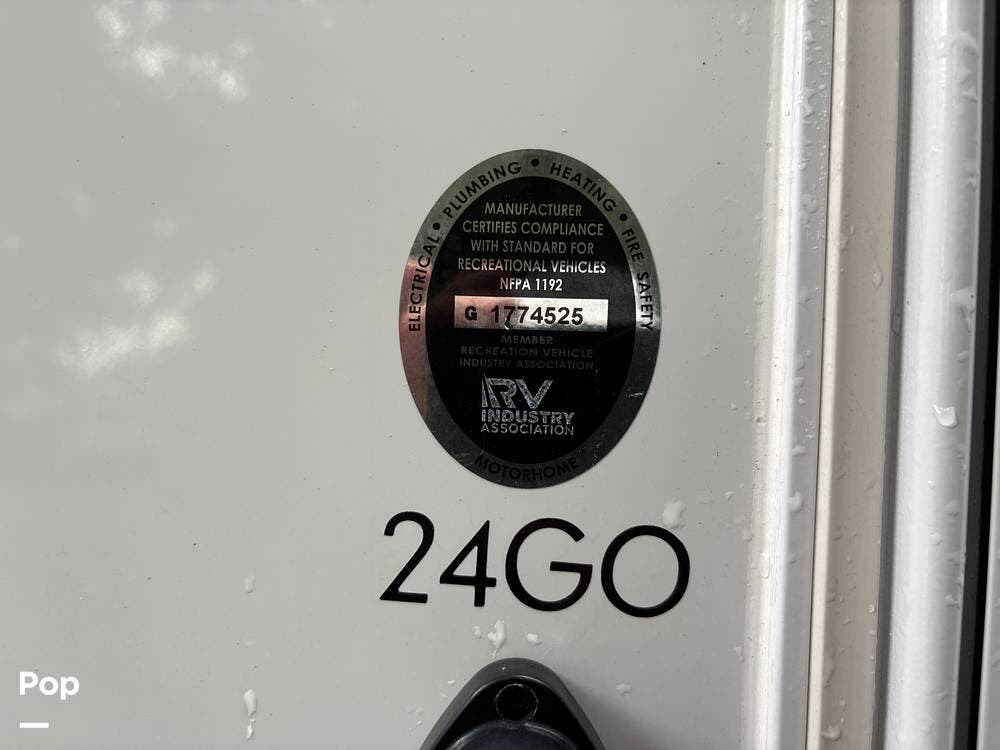 ELECTRICAL • PLUMBING • HEATING • FIRE SAFETY
MANUFACTURER
CERTIFIES COMPLIANCE
WITH STANDARD FOR
RECREATIONAL VEHICLES
NFPA 1192
G 1774525
MEMBER
RECREATION VEHICLE
INDUSTRY ASSOCIATION
RV
INDUSTRY
ASSOCIATION
MOTORHOME
24GO
Pop